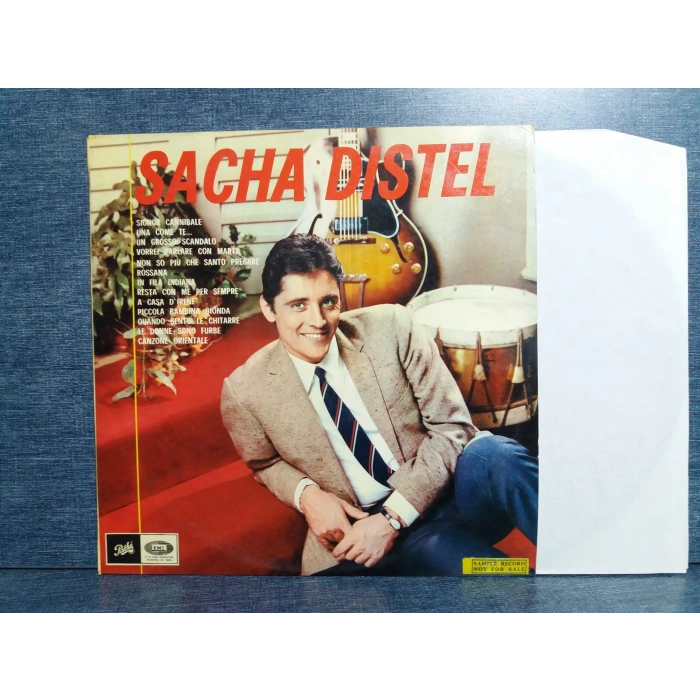 SACHA DISTEL
SIGNOR CANNIBALE
UNA COME TE...
UN GROSSO SCANDALO
VORREI PARLARE CON MARTA
NON SO PIÙ CHE SANTO PREGARE
ROSSANA
IN FILA INDIANA
RESTA CON ME PER SEMPRE
A CASA D'IRENE
PICCOLA BAMBINA BIONDA
QUANDO SENTO LE CHITARRE
LE DONNE SONO FURBE
CANZONE ORIENTALE
Pathé
EMI
SAMPLE RECORD
NOT FOR SALE